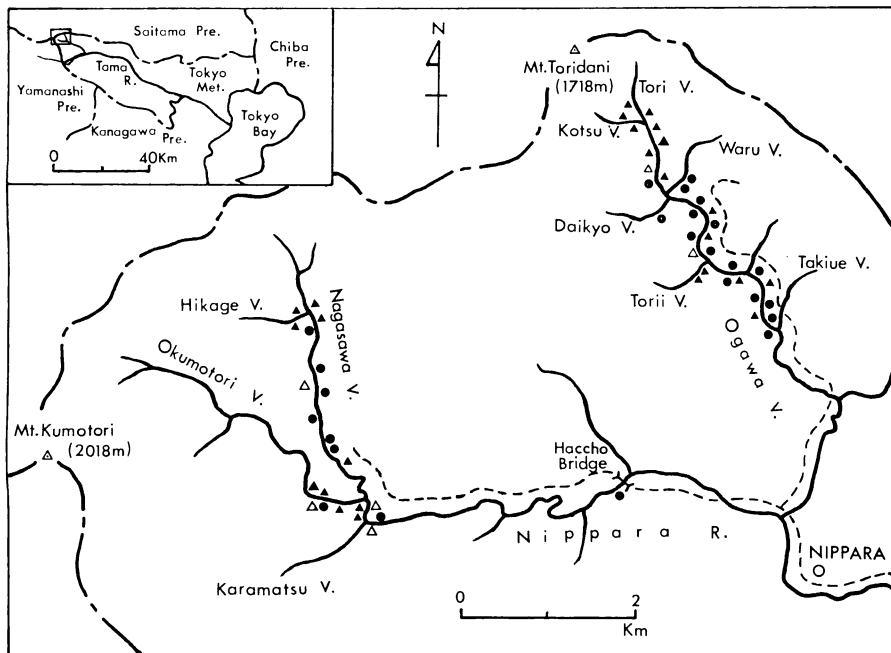 Saitama Pre.
Chiba
Pre.
Tama
R.
Tokyo
Met.
Yamanashi
Pre.
Kanagawa
Pre.
Tokyo
Bay
0 40Km
N
Mt.Toridani
(1718m)
Tori V.
Kotsu V.
Waru V.
Daikyo V.
Takiue V.
Torii V.
Ogawa V.
Nagasawa V.
Hikage V.
Okumotori V.
Mt.Kumotori
(2018m)
Haccho
Bridge
Nippara R.
NIPPARA
Karamatsu V.
0 2
Km